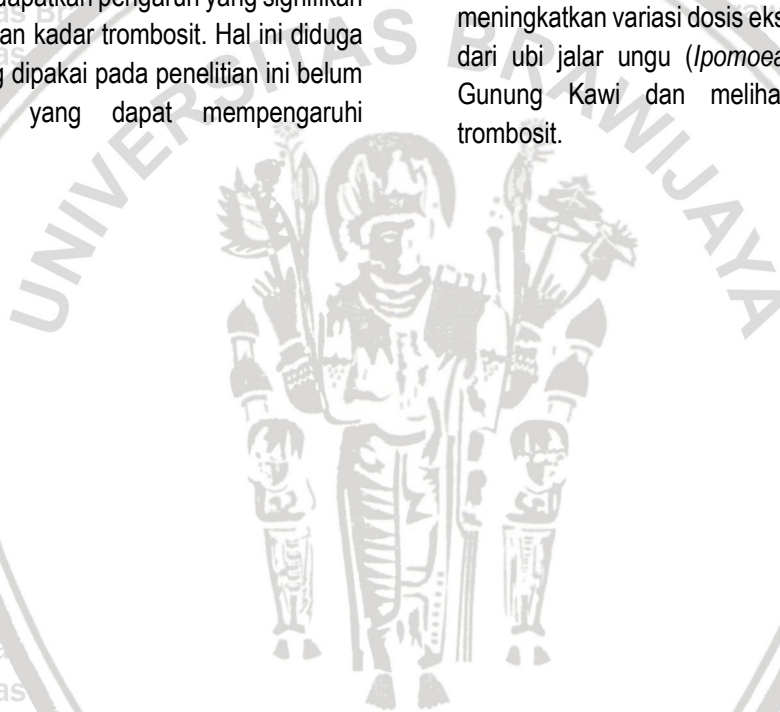 dapatkan pengaruh yang signifikan
an kadar trombosit. Hal ini diduga
g dipakai pada penelitian ini belum
yang dapat mempengaruhi
meningkatkan variasi dosis eks
dari ubi jalar ungu (Ipomoea
Gunung Kawi dan meliha
trombosit.
UNIVERSITAS BRAWIJAYA